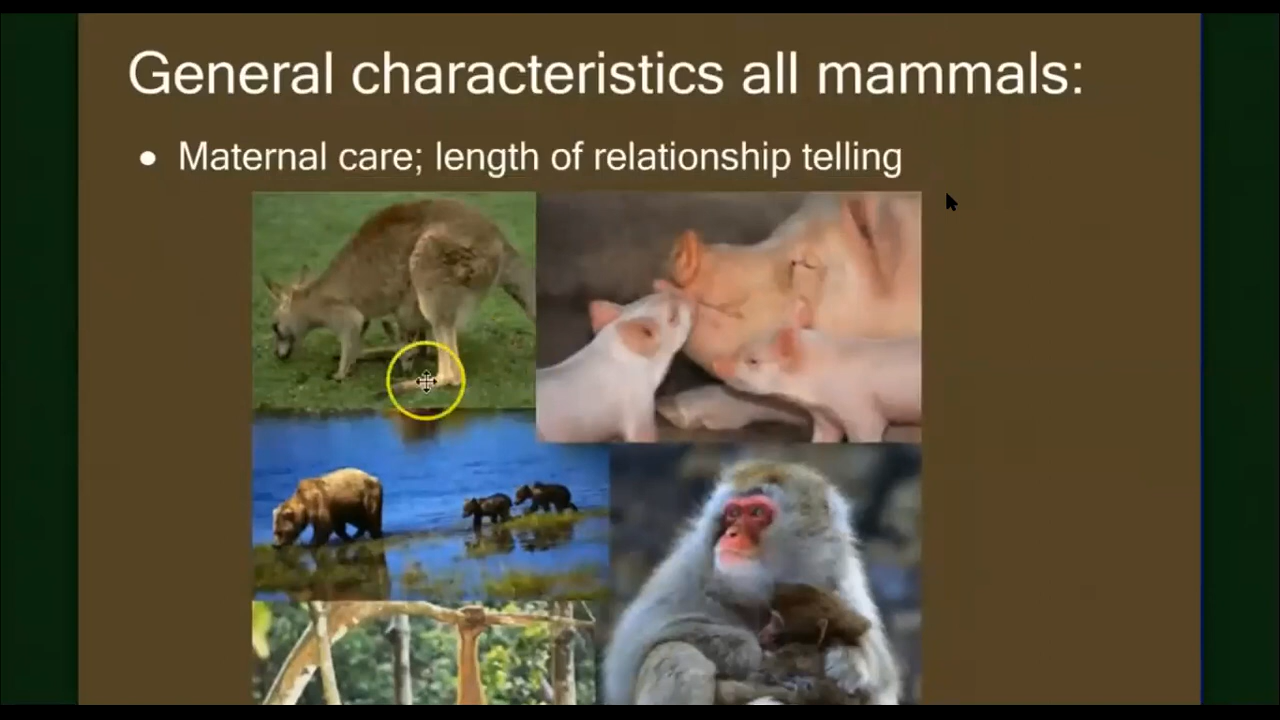 General characteristics all mammals:
● Maternal care; length of relationship telling